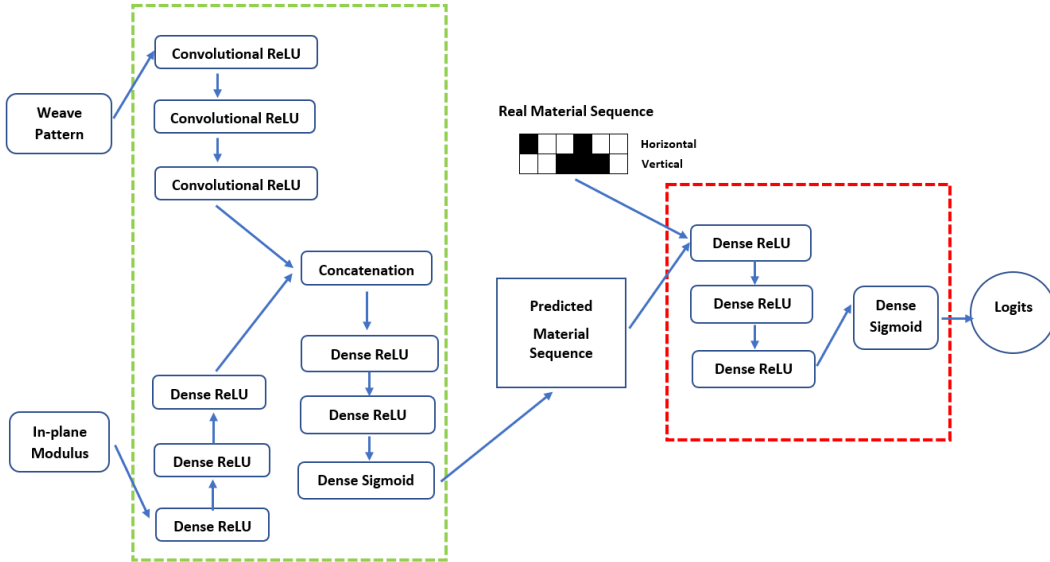 Convolutional ReLU
Weave
Pattern
Convolutional ReLU
Convolutional ReLU
Concatenation
Dense ReLU
Dense ReLU
Dense Sigmoid
In-plane
Modulus
Dense ReLU
Dense ReLU
Dense ReLU
Real Material Sequence
Horizontal
Vertical
Predicted
Material
Sequence
Dense ReLU
Dense ReLU
Dense ReLU
Dense
Sigmoid
Logits